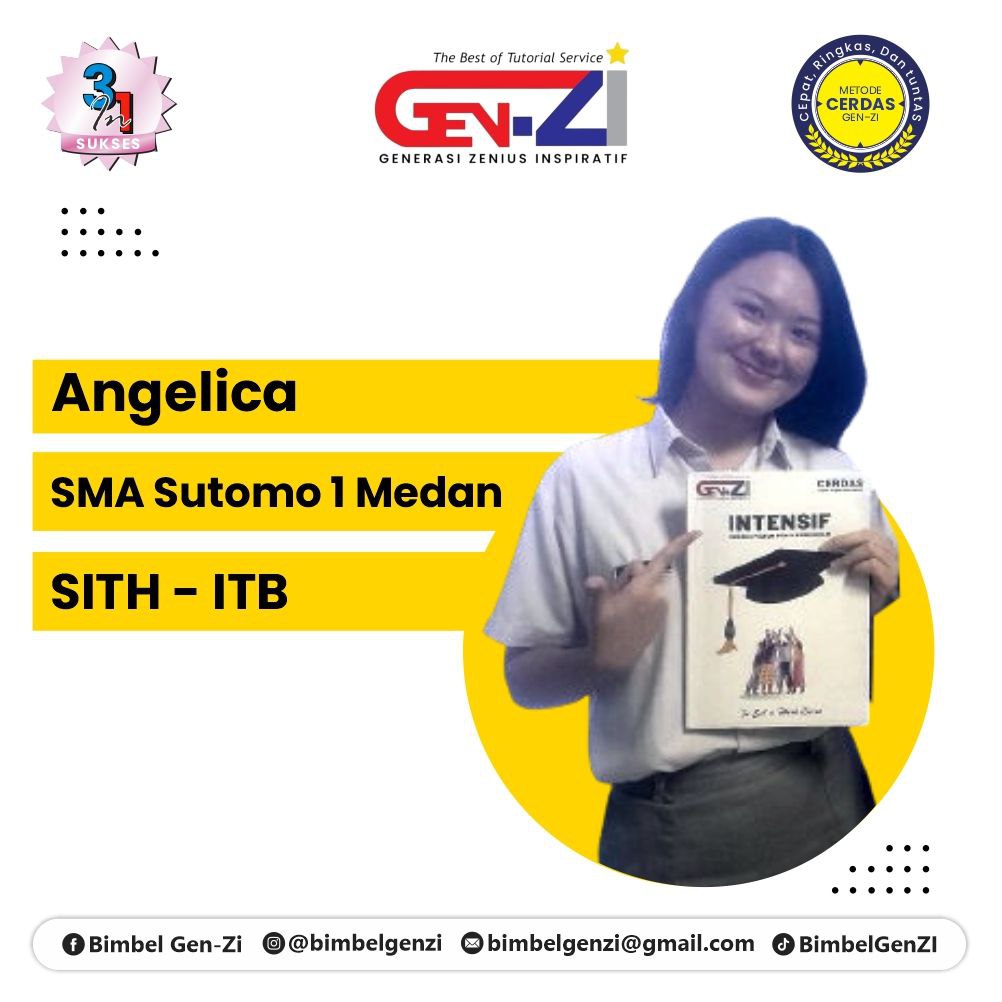 3 In 1
SUKSES
The Best of Tutorial Service
GEN-ZI
GENERASI ZENIUS INSPIRATIF
CEpat, Ringkas, Dan tuntAS
METODE
CERDAS
GEN-ZI
Angelica
SMA Sutomo 1 Medan
SITH - ITB
GEN-ZI
CERDAS
INTENSIF
Bimbel Gen-Zi
@bimbelgenzi
bimbelgenzi@gmail.com
BimbelGenZI